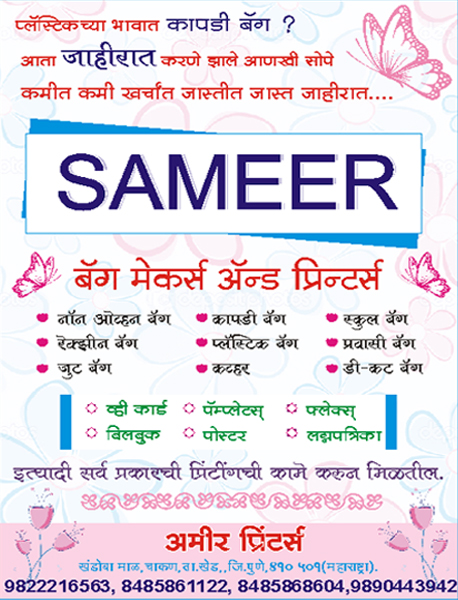 प्लॅस्टिकच्या भावात कापडी बॅग ?
आता जाहीरात करणे झाले आणखी सोपे
कमीत कमी खर्चात जास्तीत जास्त जाहीरात....
SAMEER
बॅग मेकर्स ॲन्ड प्रिन्टर्स
नॉन ओव्हन बॅग कापडी बॅग स्कुल बॅग
रेक्झीन बॅग प्लॅस्टिक बॅग प्रवासी बॅग
जुट बॅग कव्हर डी-कट बॅग
व्ही कार्ड पॅम्प्लेटस् फ्लेक्स्
बिलबुक पोस्टर लग्नपत्रिका
इत्यादी सर्व प्रकारची प्रिंटींगची कामे करुन मिळतील.
अमीर प्रिंटर्स
खंडोबा माळ,चाकण,ता.खेड,,जि.पुणे,४१० ५०१(महाराष्ट्र).
9822216563, 8485861122, 8485868604,9890443942